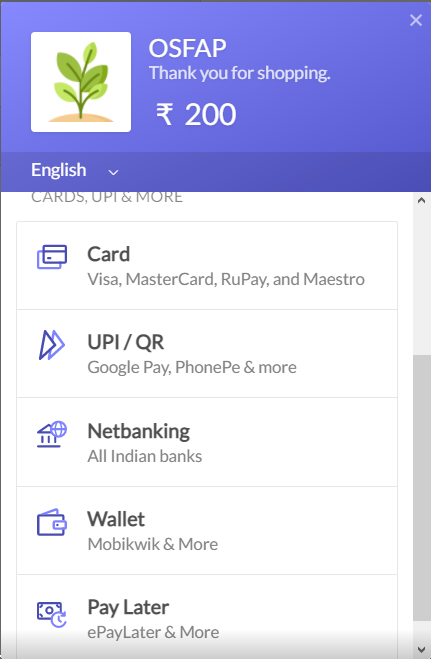 OSFAP
Thank you for shopping.
₹ 200
English
CARDS, UPI & MORE
Card
Visa, MasterCard, RuPay, and Maestro
UPI / QR
Google Pay, PhonePe & more
Netbanking
All Indian banks
Wallet
Mobikwik & More
Pay Later
ePayLater & More